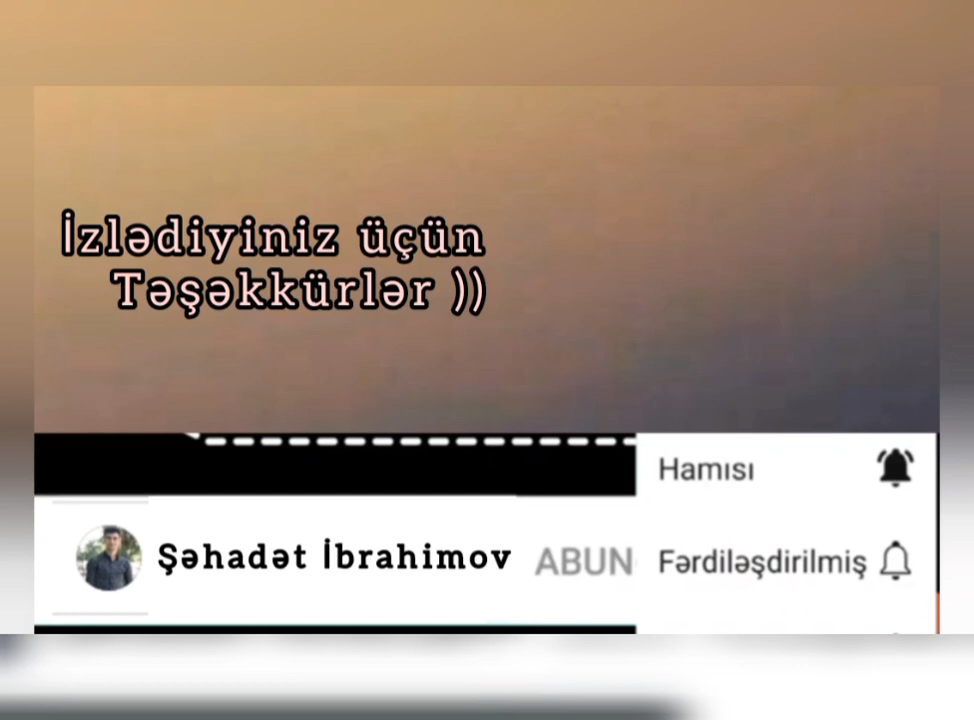 İzlədiyiniz üçün
Təşəkkürlər ))
Hamısı
Şəhadət İbrahimov ABUN Fərdiləşdirilmiş